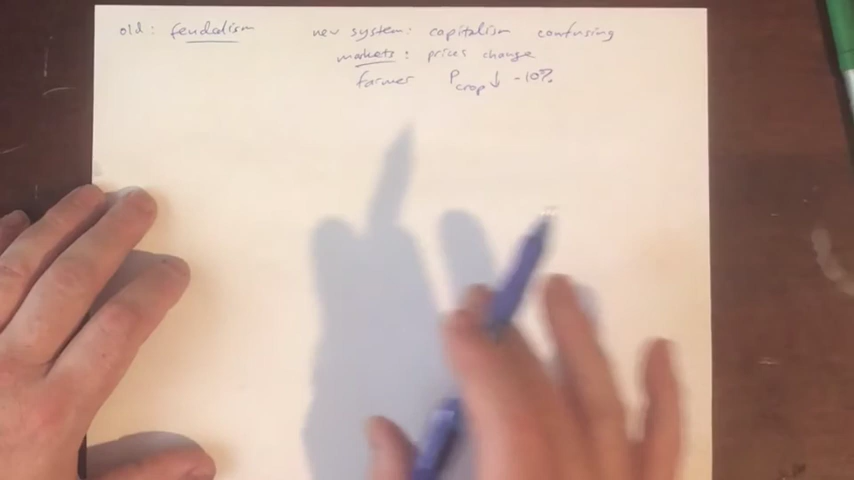 old: feudalism new system: capitalism confusing
markets: prices change
farmer P crop ↓ -10%